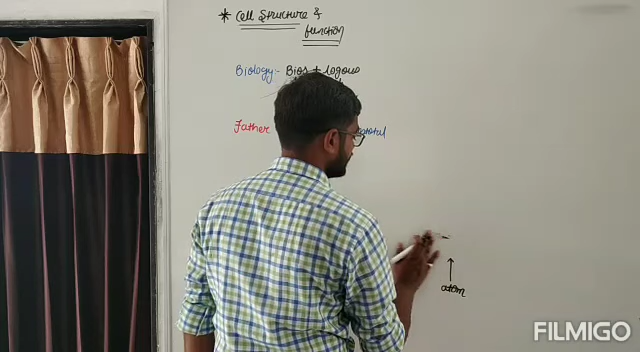 * Cell Structure &
function
Biology:- Bios + logous
Father
atom
FILMIGO